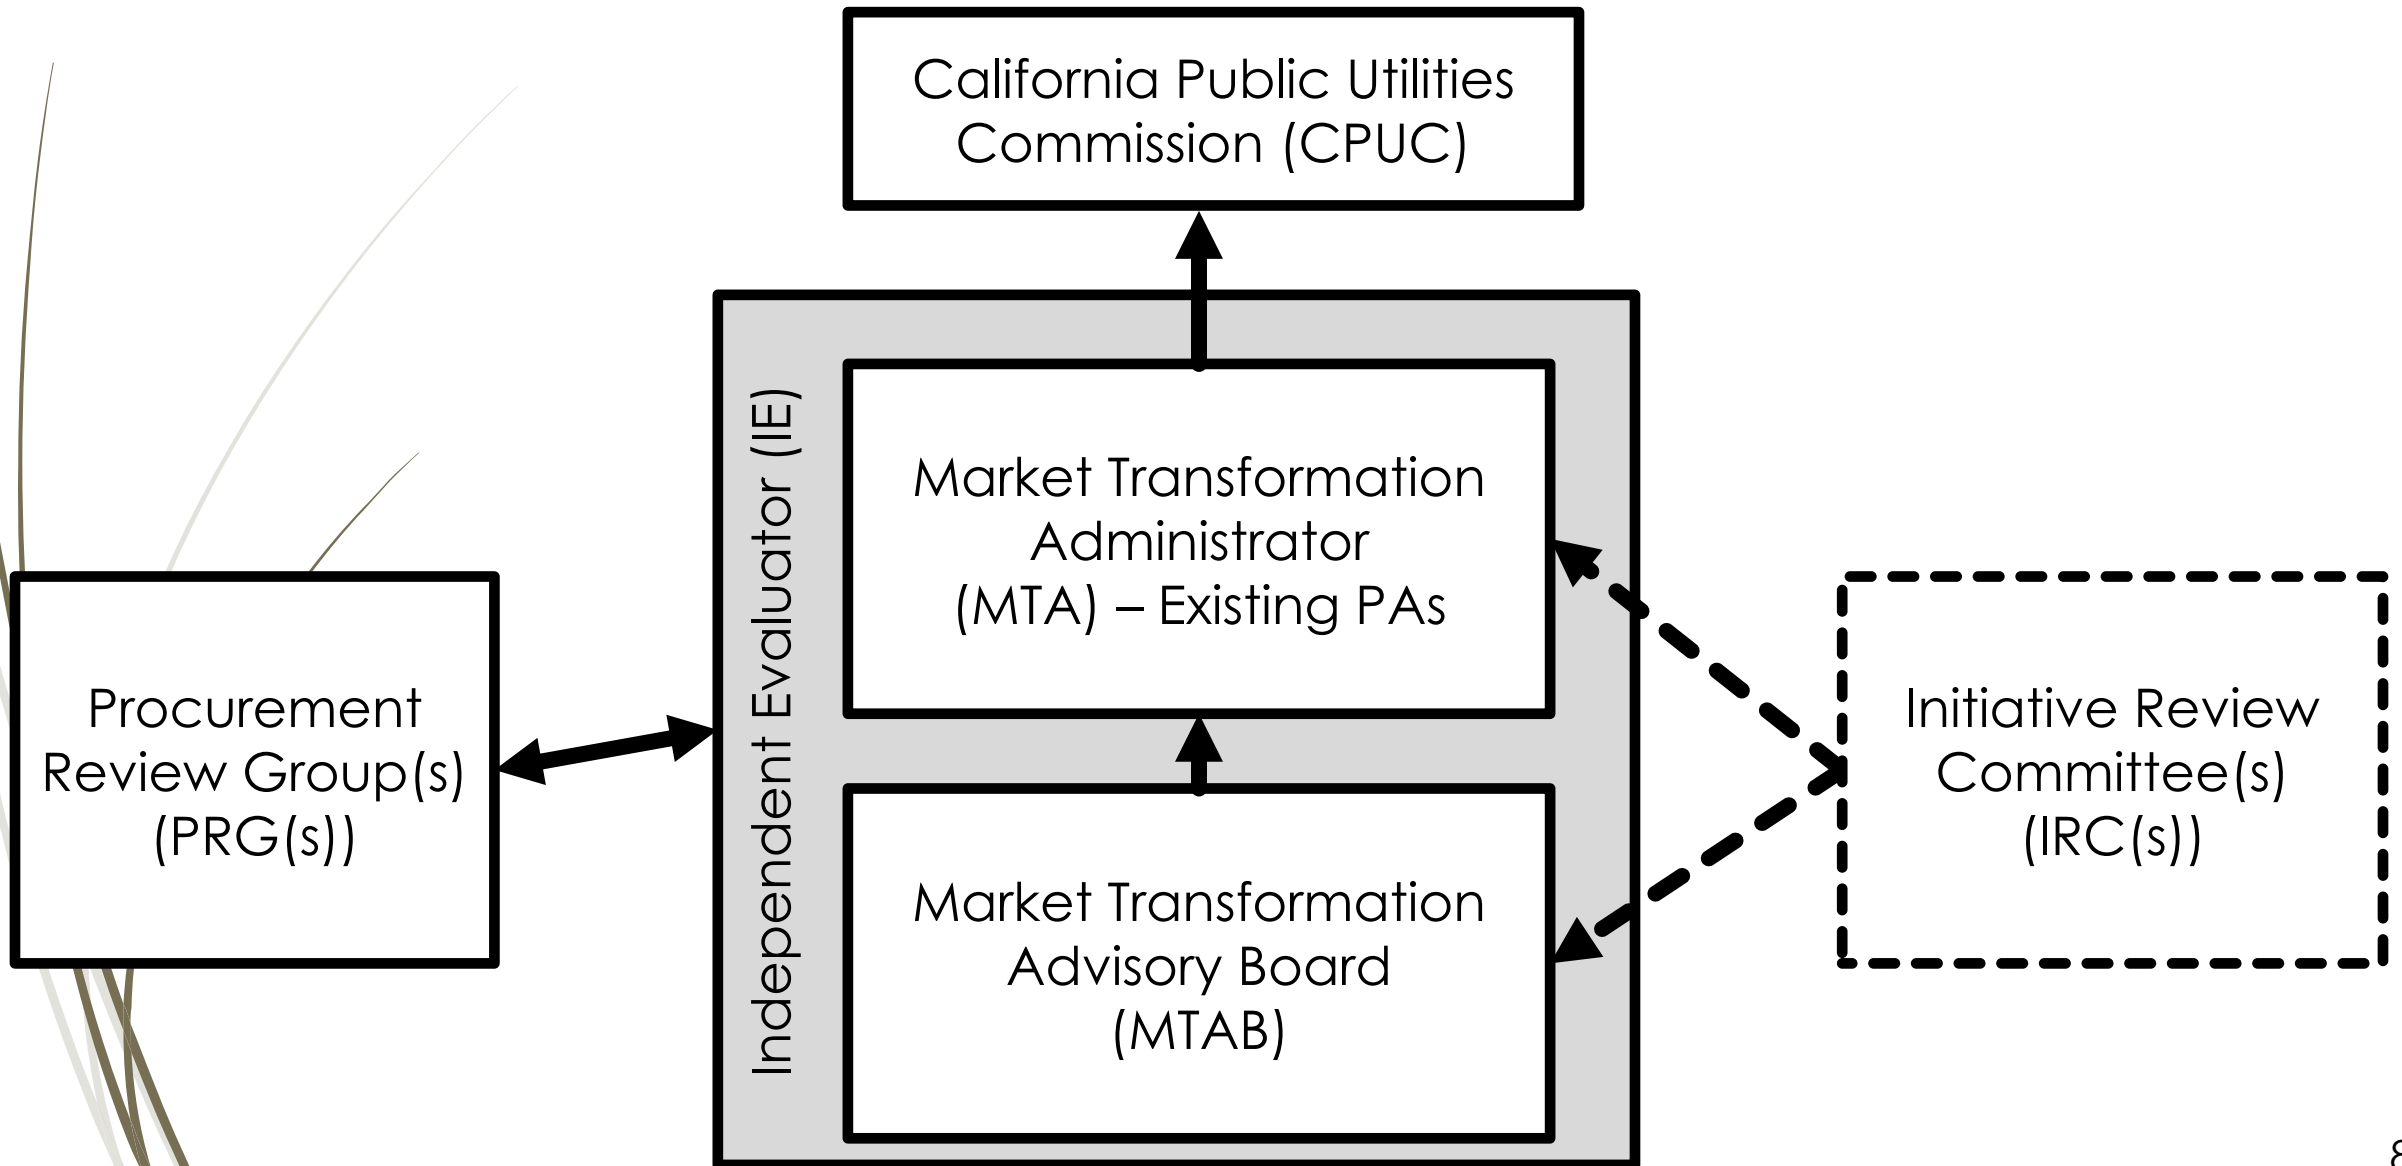 California Public Utilities
Commission (CPUC)
Independent Evaluator (IE)
Market Transformation
Administrator
(MTA) – Existing PAs
Procurement
Review Group(s)
(PRG(s))
Initiative Review
Committee(s)
(IRC(s))
Market Transformation
Advisory Board
(MTAB)